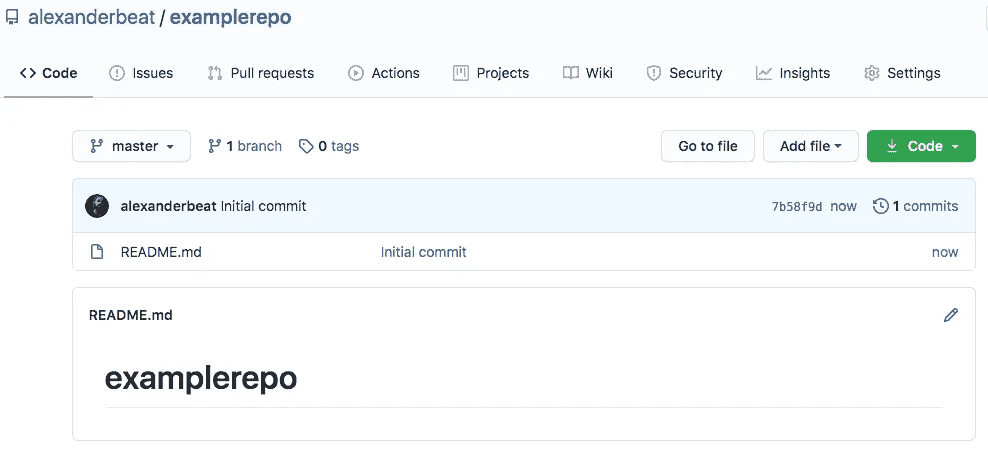 alexanderbeat / examplerepo
Code Issues Pull requests Actions Projects Wiki Security Insights Settings
master 1 branch 0 tags Go to file Add file Code
alexanderbeat Initial commit 7b58f9d now 1 commits
README.md Initial commit now
README.md
examplerepo